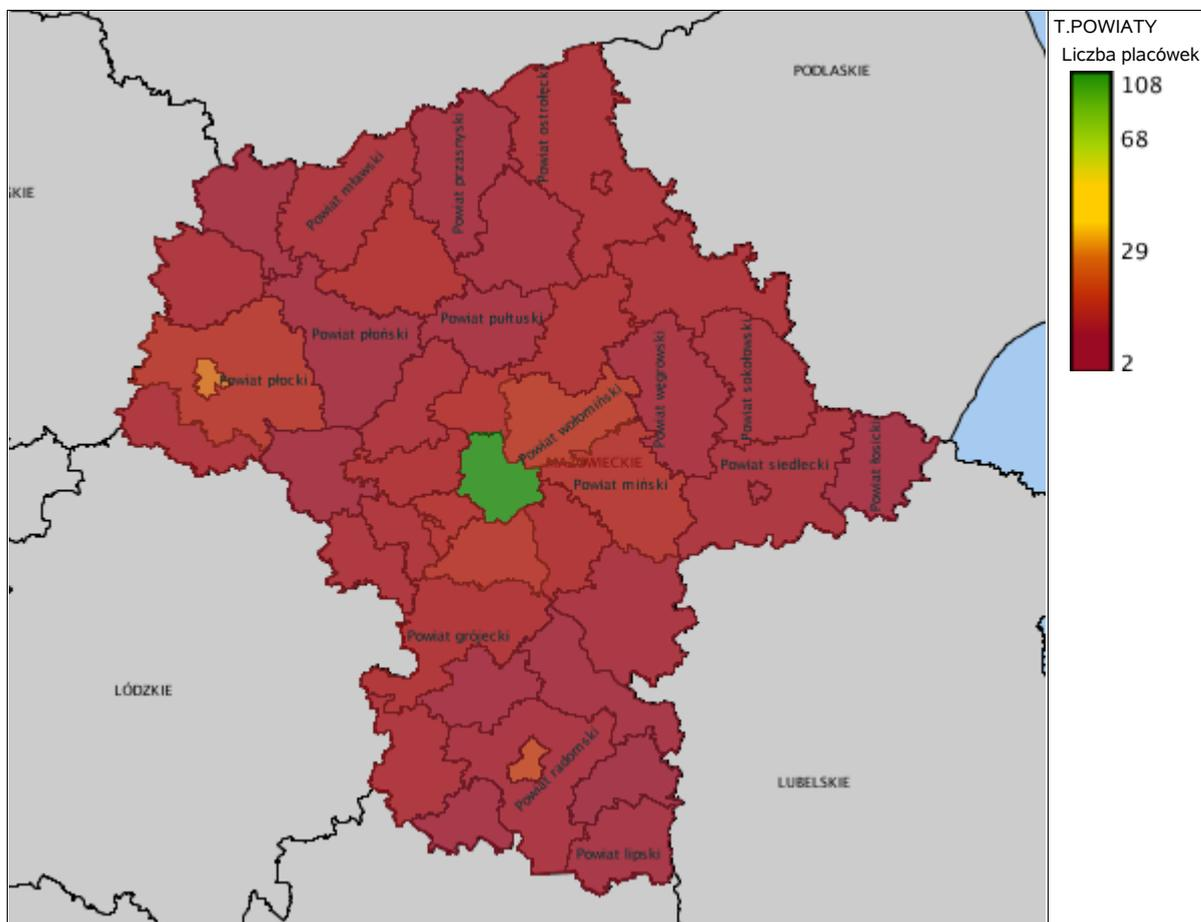 T.POWIATY
Liczba placówek
108
68
29
2
PODLASKIE
SKIE
Powiat ostrołęcki
Powiat przasnyski
Powiat mławski
Powiat płoński
Powiat pułtuski
Powiat płocki
Powiat wołomiński
Powiat węgrowski
Powiat sokołowski
MAZOWIECKIE
Powiat miński
Powiat siedlecki
Powiat łosicki
Powiat grójecki
ŁÓDZKIE
Powiat radomski
LUBELSKIE
Powiat lipski